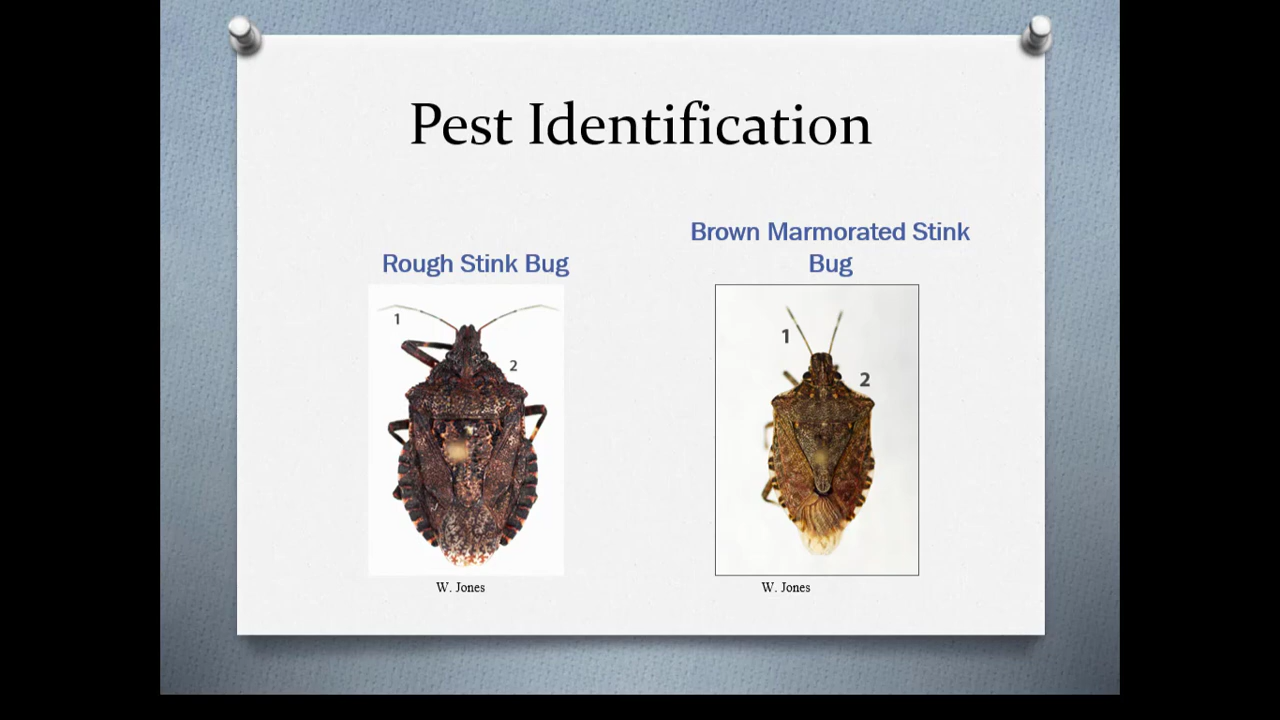 Pest Identification
Rough Stink Bug
Brown Marmorated Stink
Bug
1
2
1
2
W. Jones
W. Jones